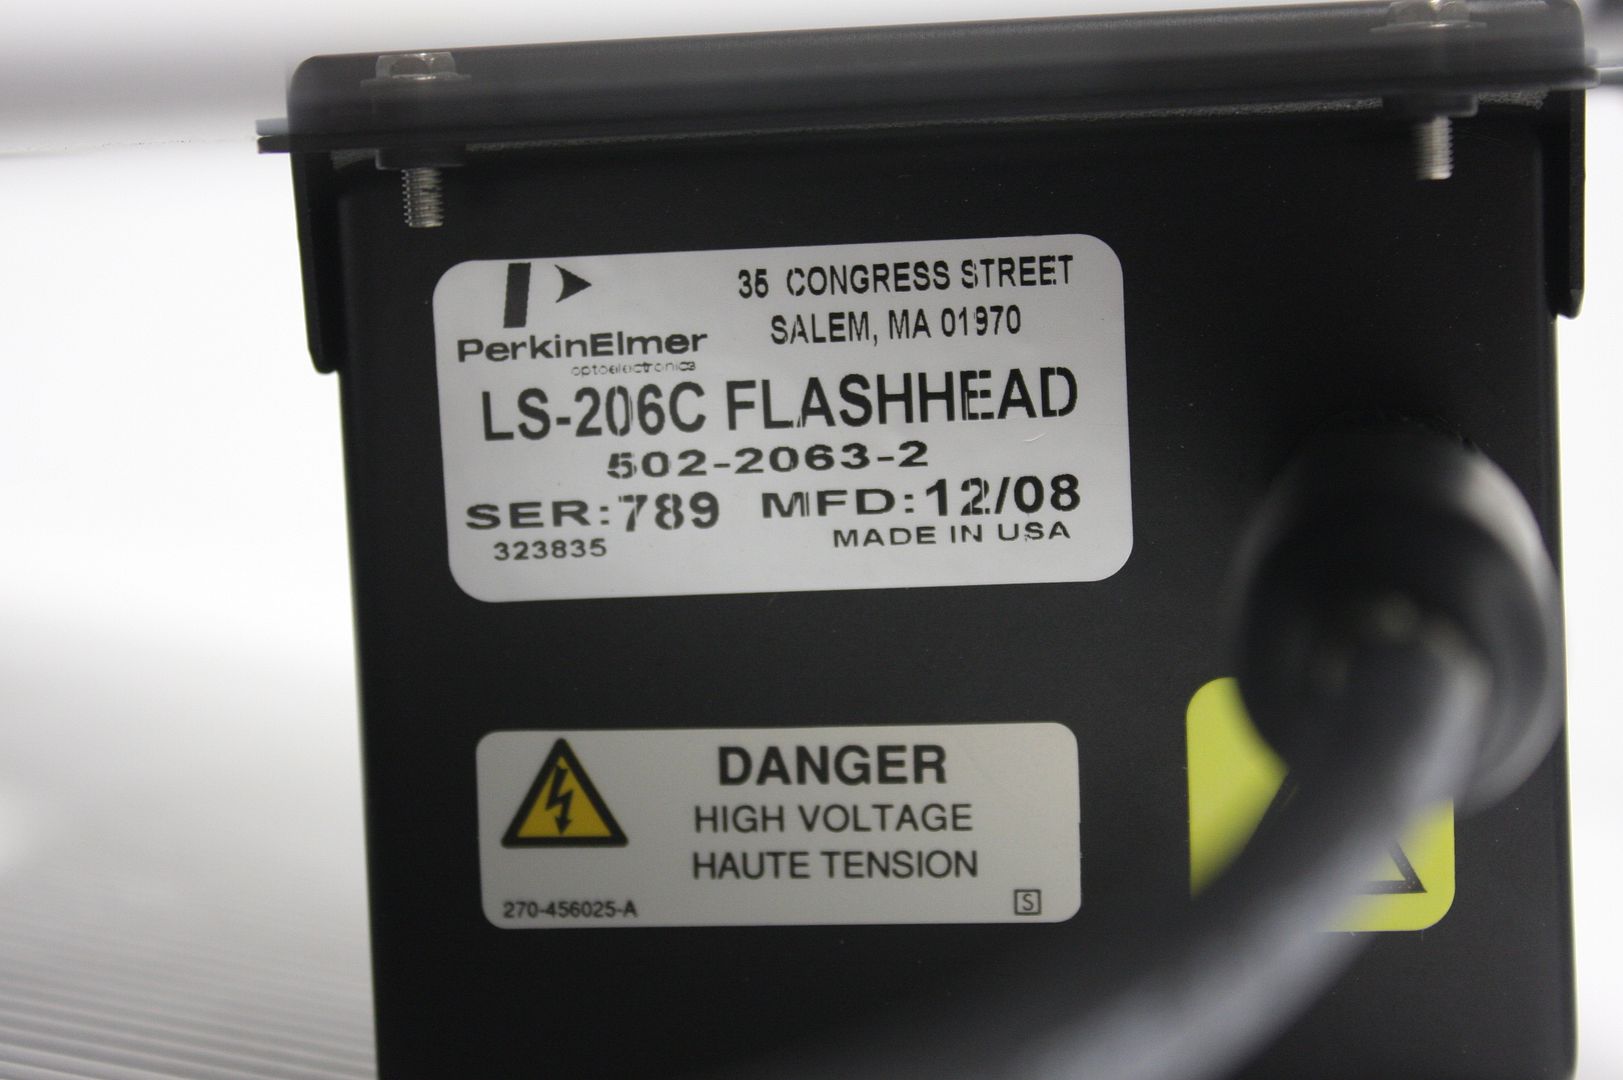 PerkinElmer
optoelectronics
35 CONGRESS STREET
SALEM, MA 01970
LS-206C FLASHHEAD
502-2063-2
SER:789 MFD:12/08
323835 MADE IN USA
DANGER
HIGH VOLTAGE
HAUTE TENSION
270-456025-A
S